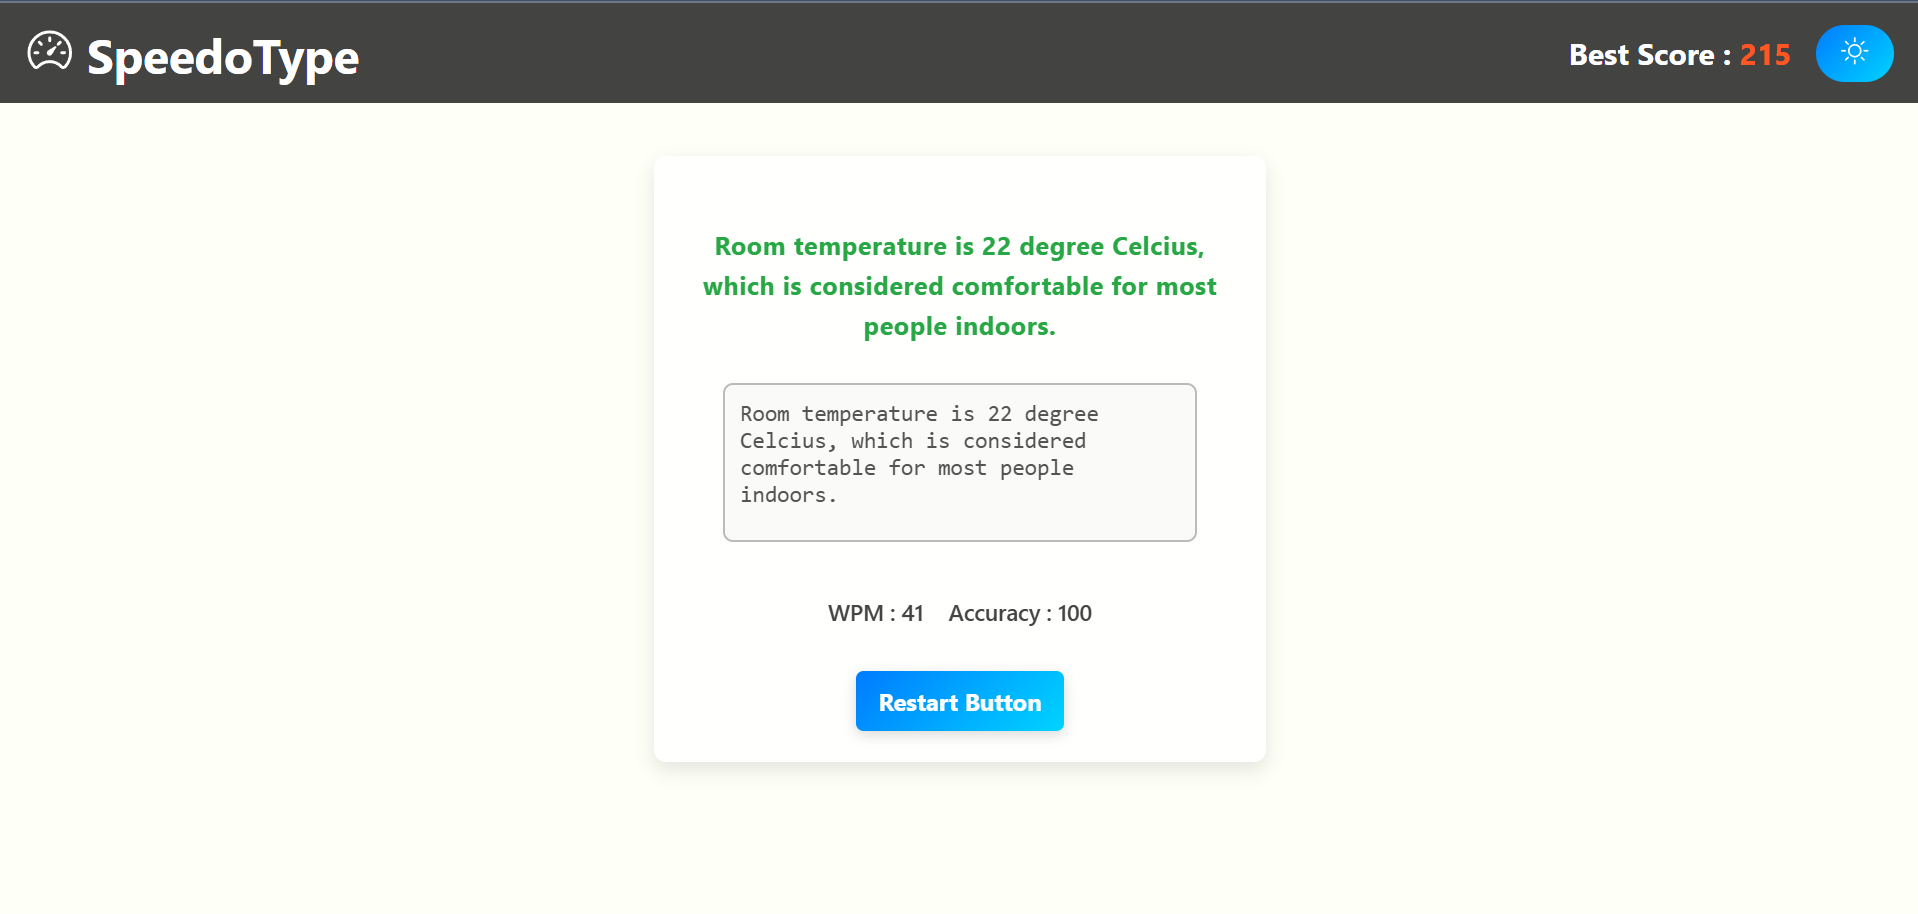 SpeedoType
Best Score : 215
Room temperature is 22 degree Celcius,
which is considered comfortable for most
people indoors.
Room temperature is 22 degree
Celcius, which is considered
comfortable for most people
indoors.
WPM : 41 Accuracy : 100
Restart Button